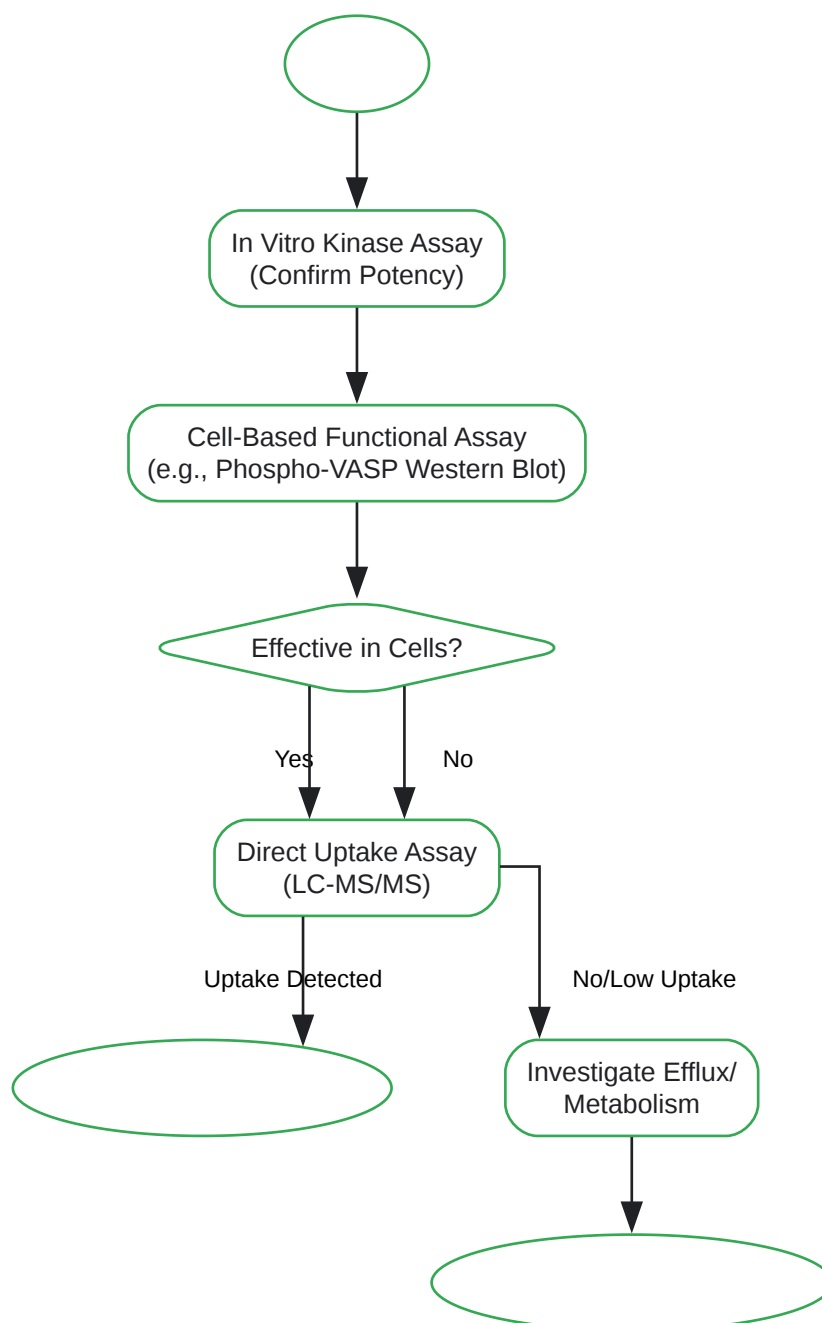 In Vitro Kinase Assay
(Confirm Potency)
Cell-Based Functional Assay
(e.g., Phospho-VASP Western Blot)
Effective in Cells?
Yes
No
Direct Uptake Assay
(LC-MS/MS)
Uptake Detected
No/Low Uptake
Investigate Efflux/
Metabolism